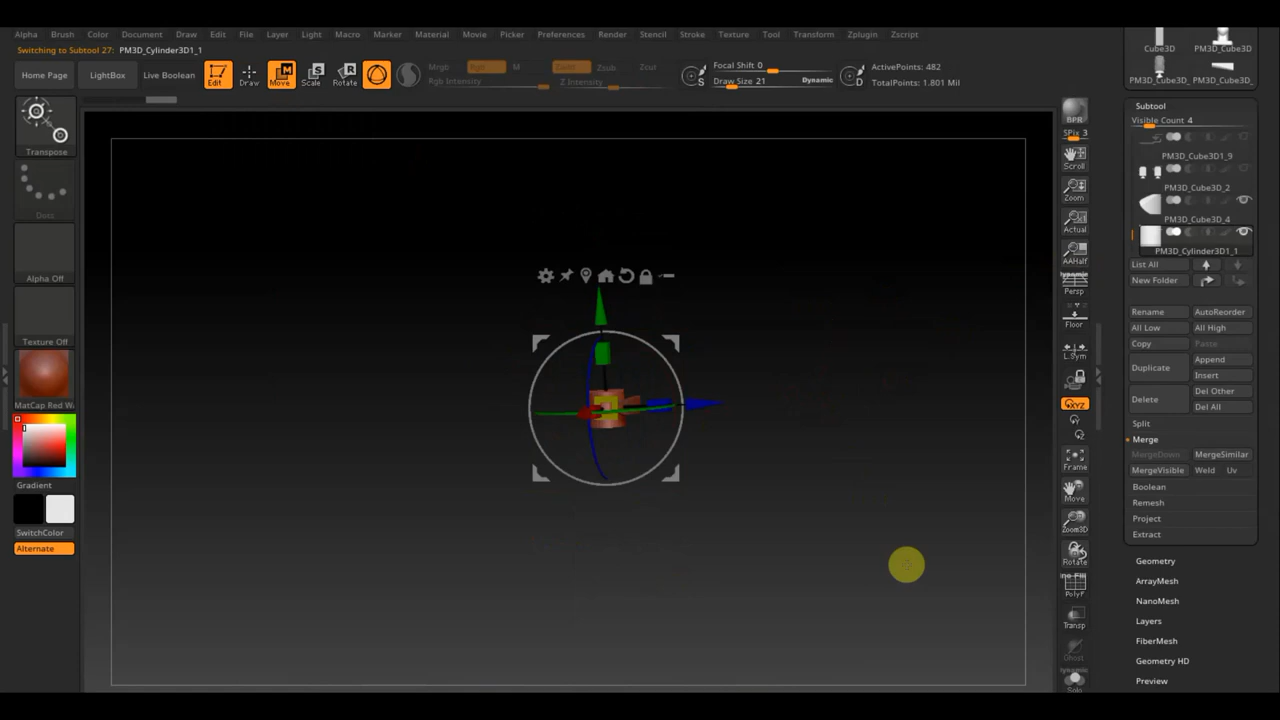 Alpha Brush Color Document Draw Edit File Layer Light Macro Marker Material Movie Picker Preferences Render Stencil Stroke Texture Tool Transform Zplugin Zscript
Switching to Subtool 27: PM3D_Cylinder3D1_1
Home Page LightBox Live Boolean Edit Draw Move Scale Rotate
Mrgb Rgb M Zadd Zsub Zcut
Rgb Intensity Z Intensity
Focal Shift 0
Draw Size 21 Dynamic
S D
ActivePoints: 482
TotalPoints: 1.801 Mil
Transpose
Dots
Alpha Off
Texture Off
MatCap Red Wa
Gradient
SwitchColor
Alternate
BPR
SPix 3
Scroll
Zoom
Actual
AAHalf
Dynamic
Persp
Floor
L.Sym
XYZ
Y
Z
Frame
Move
Zoom3D
Rotate
PolyF
Transp
Ghost
Dynamic
Solo
Cube3D PM3D_Cube3D
PM3D_Cube3D_ PM3D_Cube3D_
Subtool
Visible Count 4
PM3D_Cube3D1_9
PM3D_Cube3D_2
PM3D_Cube3D_4
PM3D_Cylinder3D1_1
List All
New Folder
Rename AutoReorder
All Low All High
Copy Paste
Duplicate Append
Insert
Delete Del Other
Del All
Split
Merge
MergeDown MergeSimilar
MergeVisible Weld Uv
Boolean
Remesh
Project
Extract
Geometry
ArrayMesh
NanoMesh
Layers
FiberMesh
Geometry HD
Preview